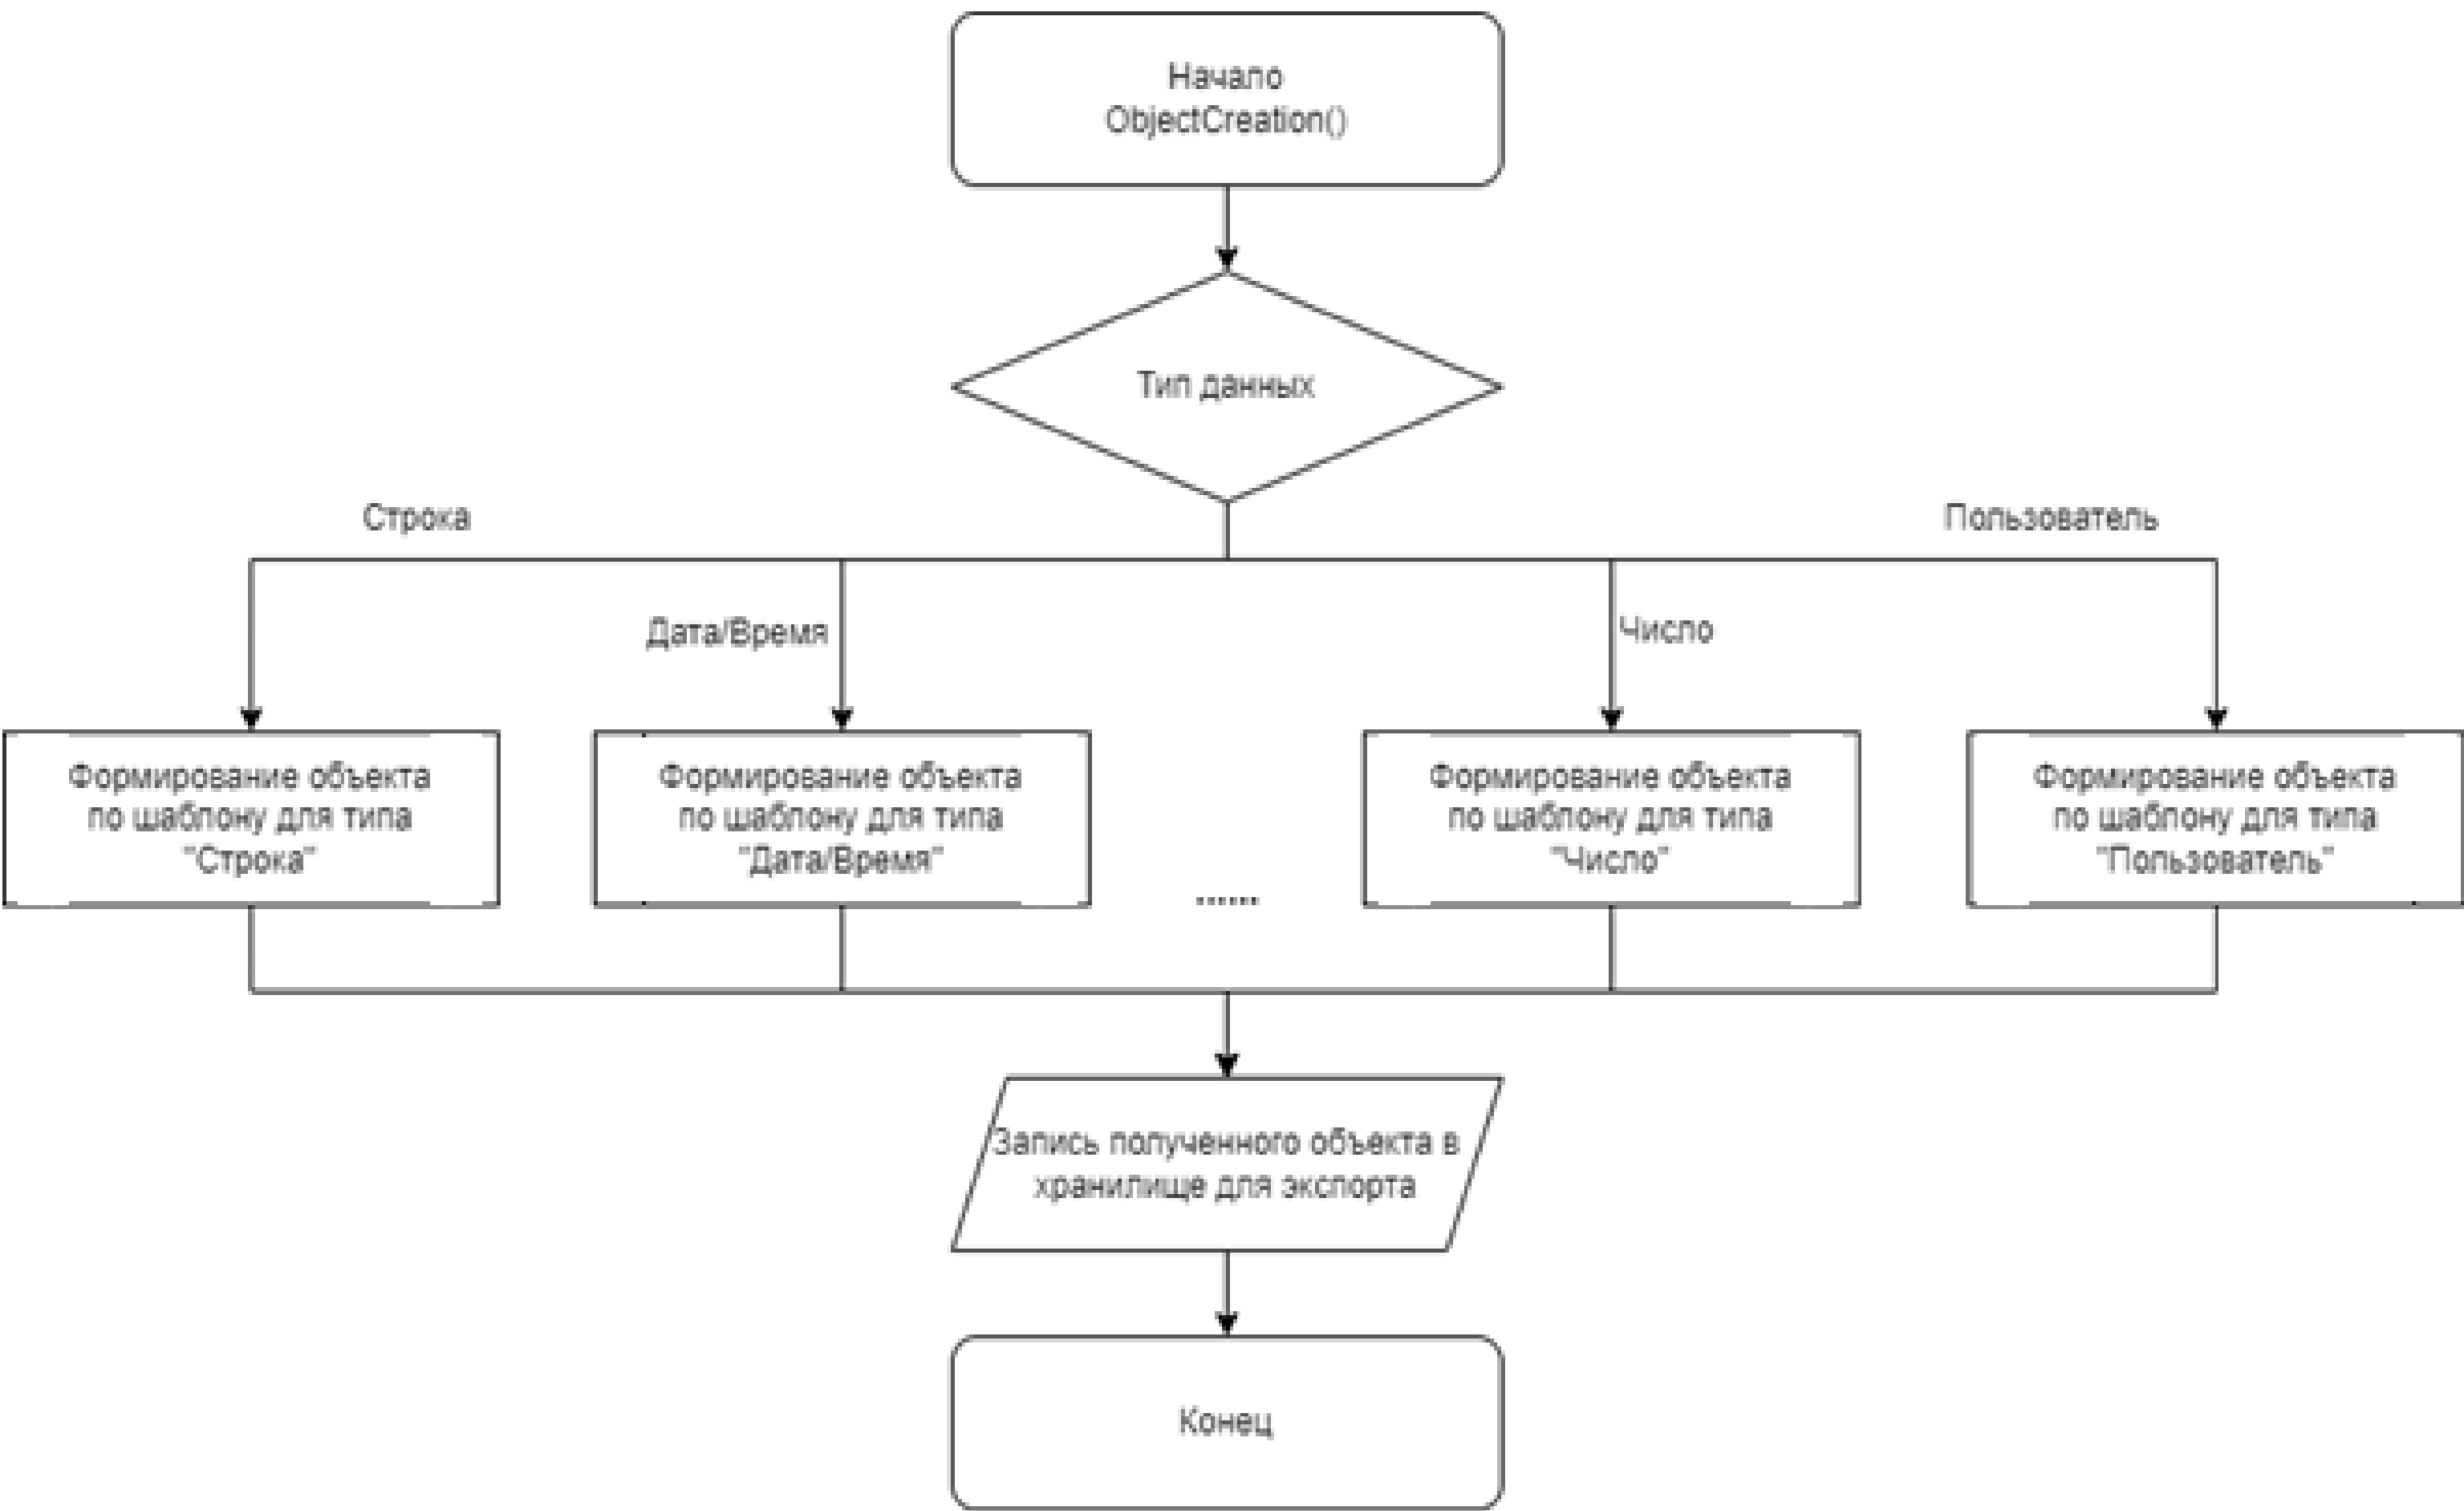 Начало
ObjectCreation()
Тип данных
Строка
Пользователь
Дата/Время
Число
Формирование объекта
по шаблону для типа
"Строка"
Формирование объекта
по шаблону для типа
"Дата/Время"
......
Формирование объекта
по шаблону для типа
"Число"
Формирование объекта
по шаблону для типа
"Пользователь"
Запись полученного объекта в
хранилище для экспорта
Конец